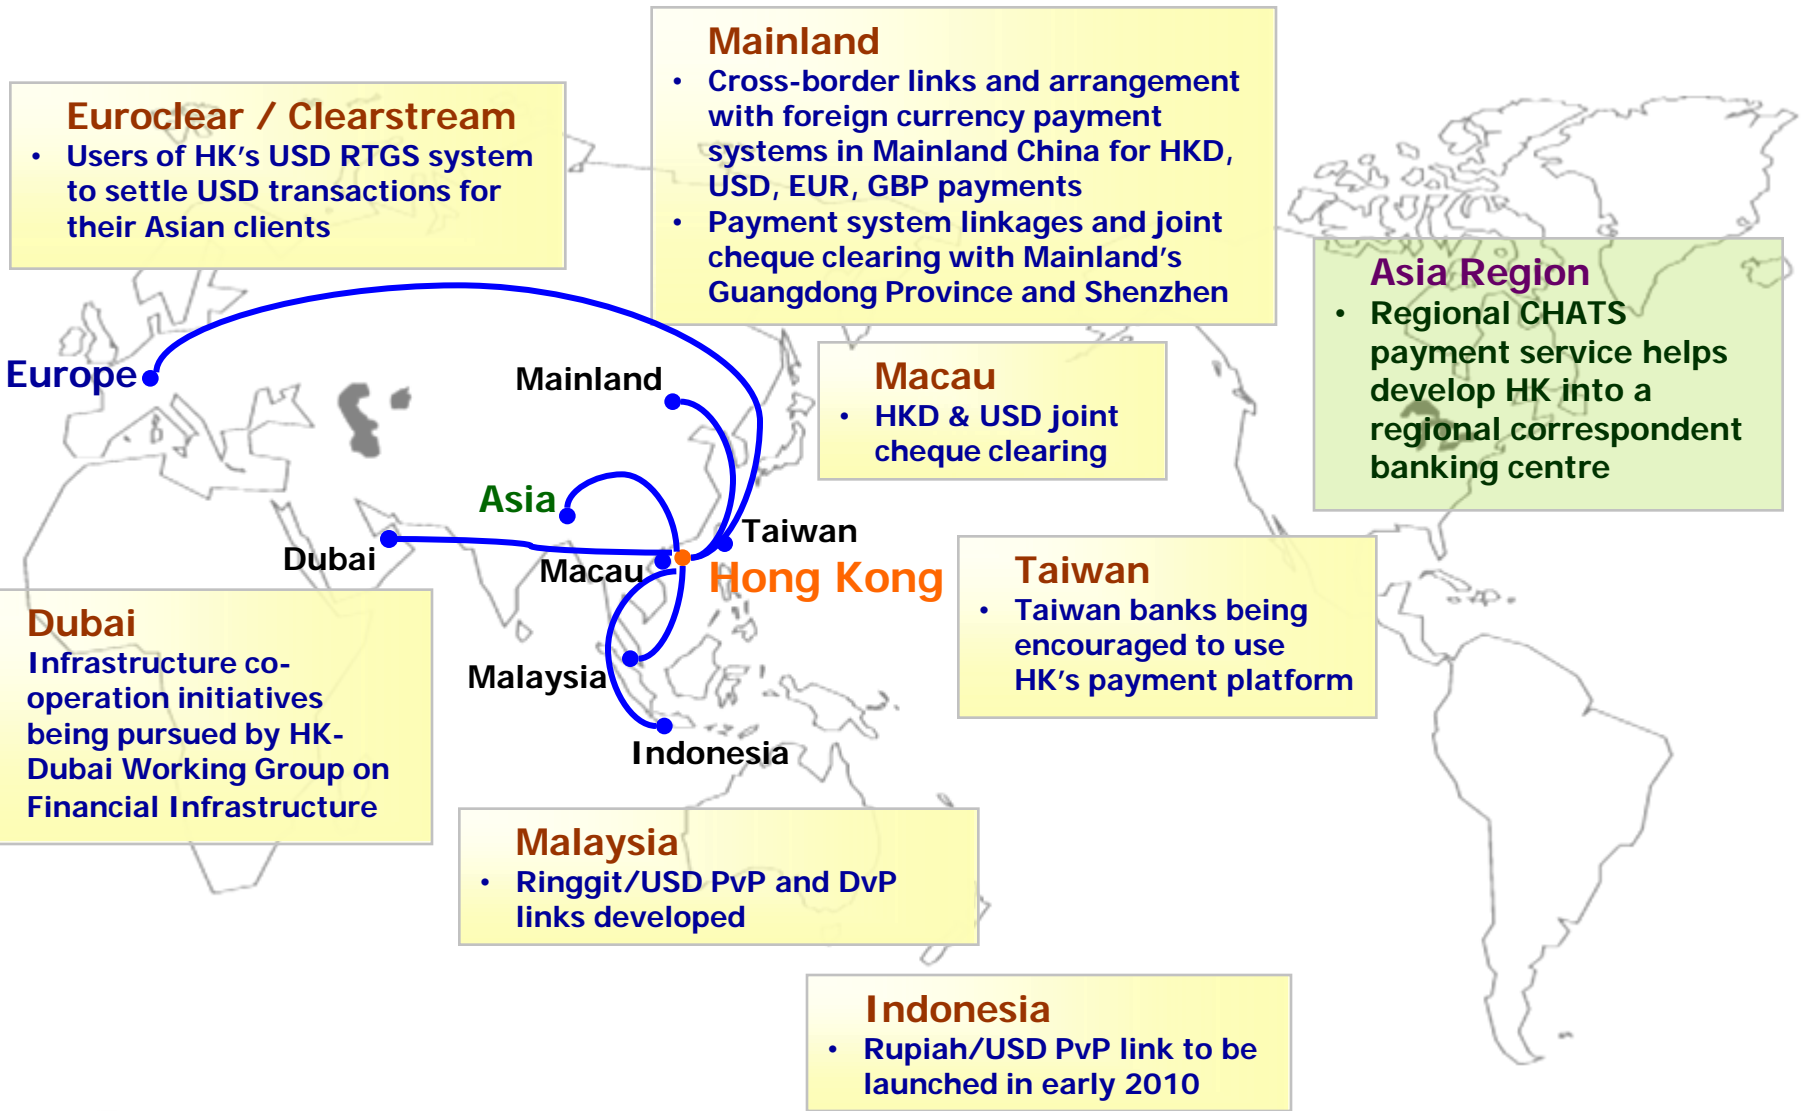 Mainland
• Cross-border links and arrangement
with foreign currency payment
systems in Mainland China for HKD,
USD, EUR, GBP payments
• Payment system linkages and joint
cheque clearing with Mainland's
Guangdong Province and Shenzhen
Euroclear / Clearstream
• Users of HK's USD RTGS system
to settle USD transactions for
their Asian clients
Asia Region
• Regional CHATS
payment service helps
develop HK into a
regional correspondent
banking centre
Macau
• HKD & USD joint
cheque clearing
Europe
Mainland
Asia
Dubai
Macau
Taiwan
Hong Kong
Malaysia
Indonesia
Taiwan
• Taiwan banks being
encouraged to use
HK's payment platform
Dubai
Infrastructure co-
operation initiatives
being pursued by HK-
Dubai Working Group on
Financial Infrastructure
Malaysia
• Ringgit/USD PvP and DvP
links developed
Indonesia
• Rupiah/USD PvP link to be
launched in early 2010